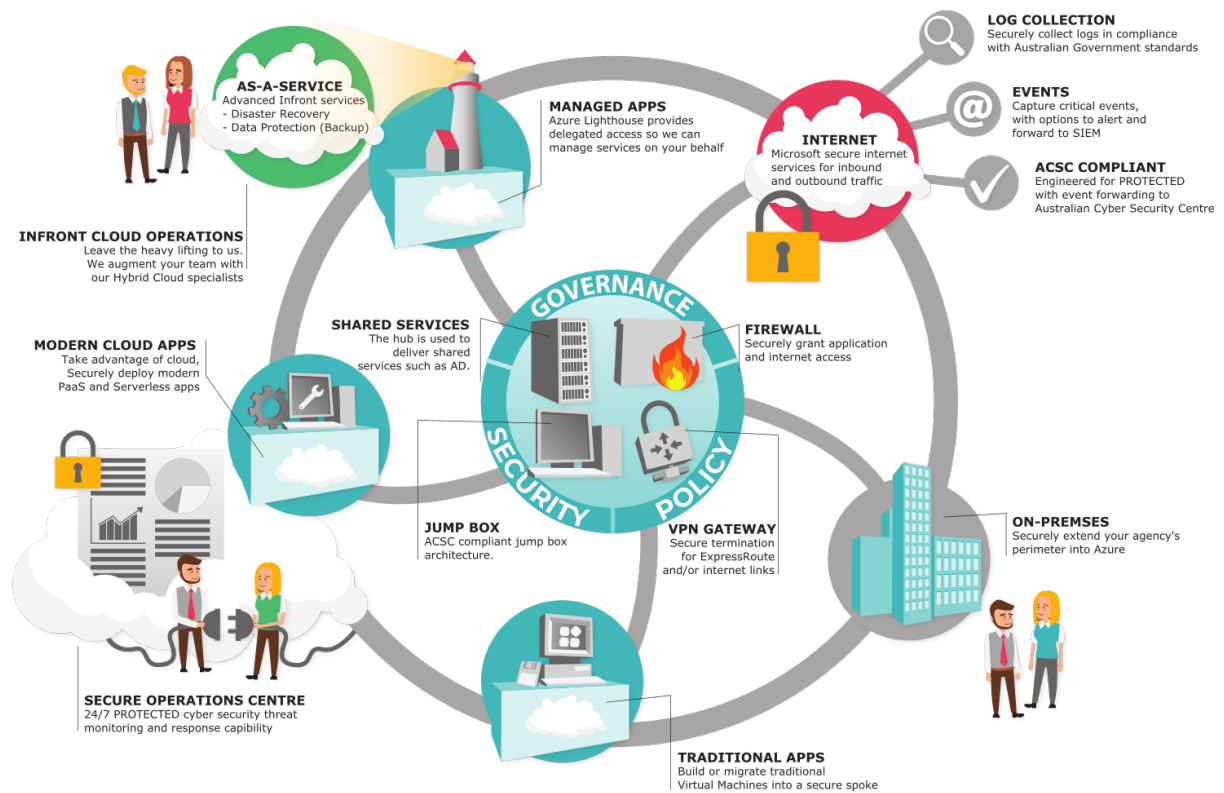 LOG COLLECTION
Securely collect logs in compliance
with Australian Government standards
AS-A-SERVICE
Advanced Infront services
- Disaster Recovery
- Data Protection (Backup)
MANAGED APPS
Azure Lighthouse provides
delegated access so we can
manage services on your behalf
EVENTS
Capture critical events,
with options to alert and
forward to SIEM
@
INTERNET
Microsoft secure internet
services for inbound
and outbound traffic
ACSC COMPLIANT
Engineered for PROTECTED
with event forwarding to
Australian Cyber Security Centre
INFRONT CLOUD OPERATIONS
Leave the heavy lifting to us.
We augment your team with
our Hybrid Cloud specialists
GOVERNANCE
SECURITY
POLICY
SHARED SERVICES
The hub is used to
deliver shared
services such as AD.
FIREWALL
Securely grant application
and internet access
MODERN CLOUD APPS
Take advantage of cloud,
Securely deploy modern
PaaS and Serverless apps
JUMP BOX
ACSC compliant jump box
architecture.
VPN GATEWAY
Secure termination
for ExpressRoute
and/or internet links
ON-PREMSES
Securely extend your agency's
perimeter into Azure
SECURE OPERATIONS CENTRE
24/7 PROTECTED cyber security threat
monitoring and response capibility
TRADITIONAL APPS
Build or migrate traditional
Virtual Machines into a secure spoke